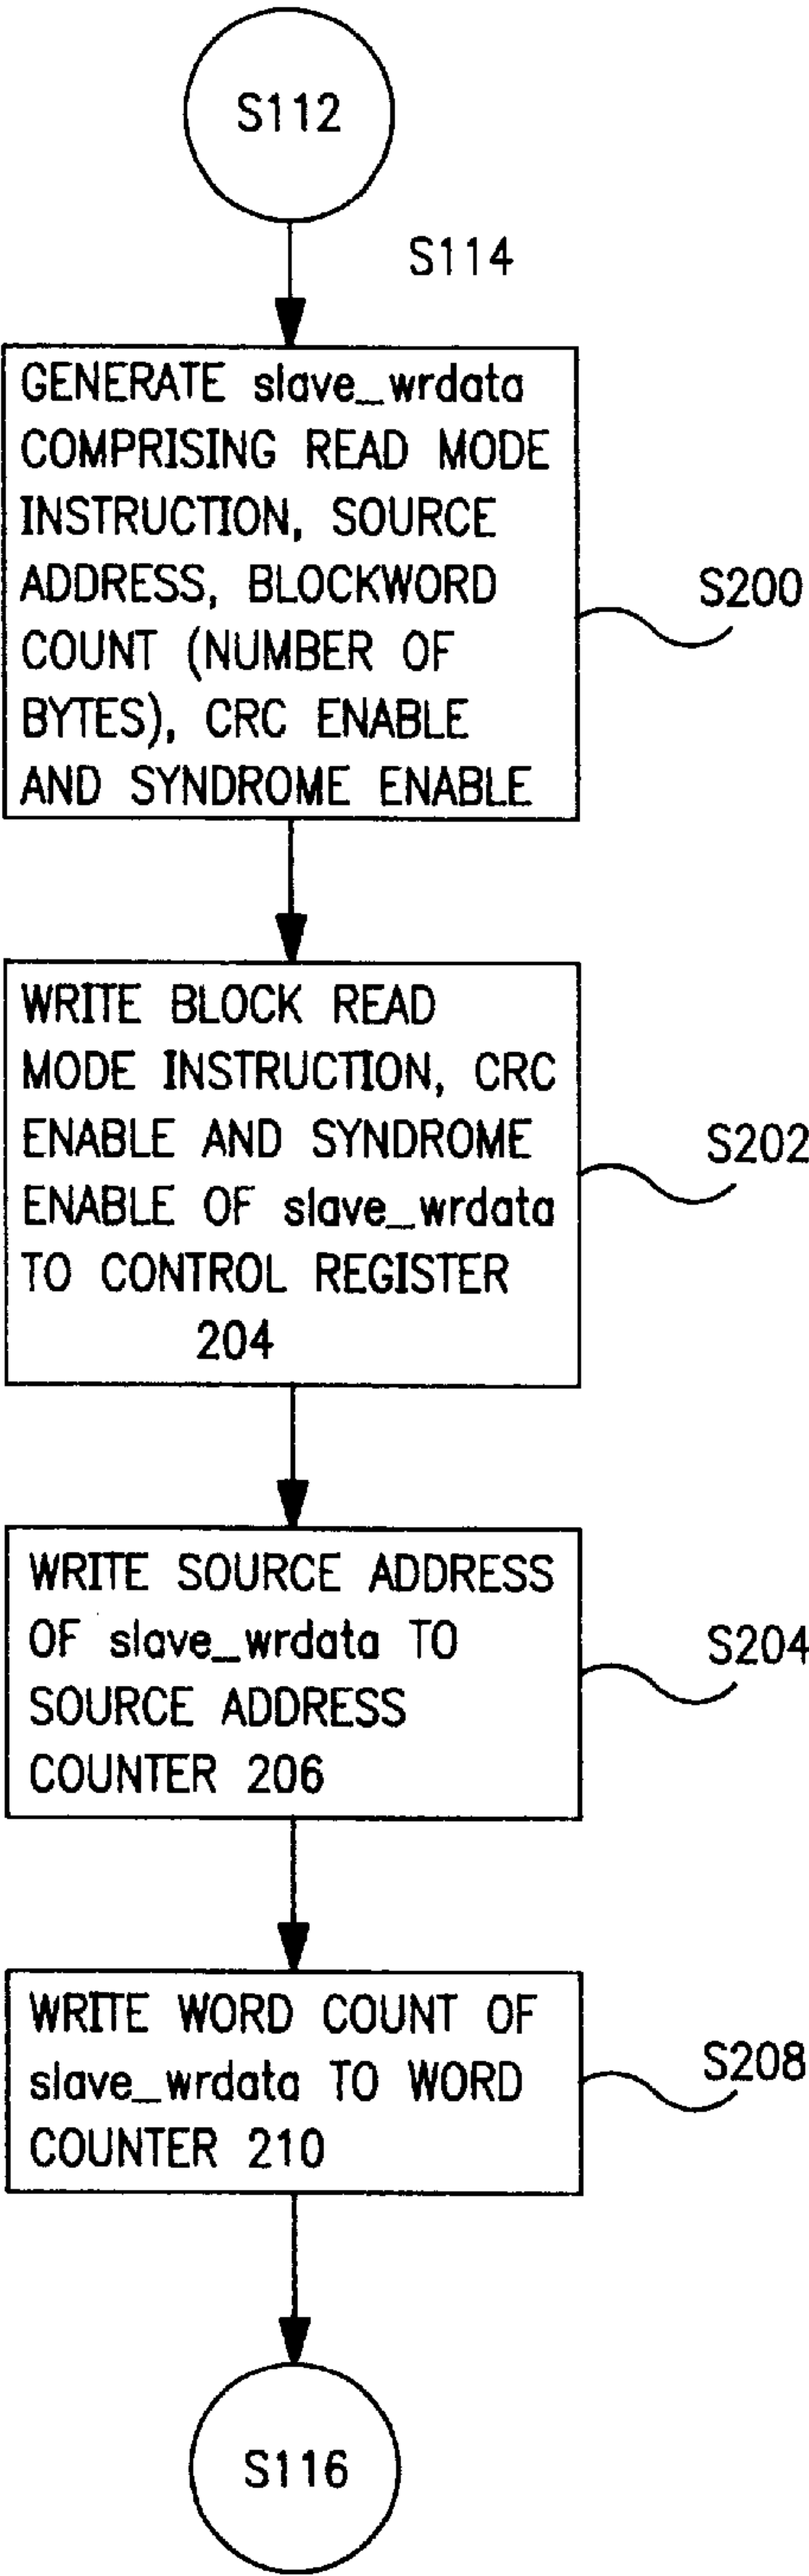 S112
S114
GENERATE slave_wrdata
COMPRISING READ MODE
INSTRUCTION, SOURCE
ADDRESS, BLOCKWORD
COUNT (NUMBER OF
BYTES), CRC ENABLE
AND SYNDROME ENABLE
S200
WRITE BLOCK READ
MODE INSTRUCTION, CRC
ENABLE AND SYNDROME
ENABLE OF slave_wrdata
TO CONTROL REGISTER
204
S202
WRITE SOURCE ADDRESS
OF slave_wrdata TO
SOURCE ADDRESS
COUNTER 206
S204
WRITE WORD COUNT OF
slave_wrdata TO WORD
COUNTER 210
S208
S116